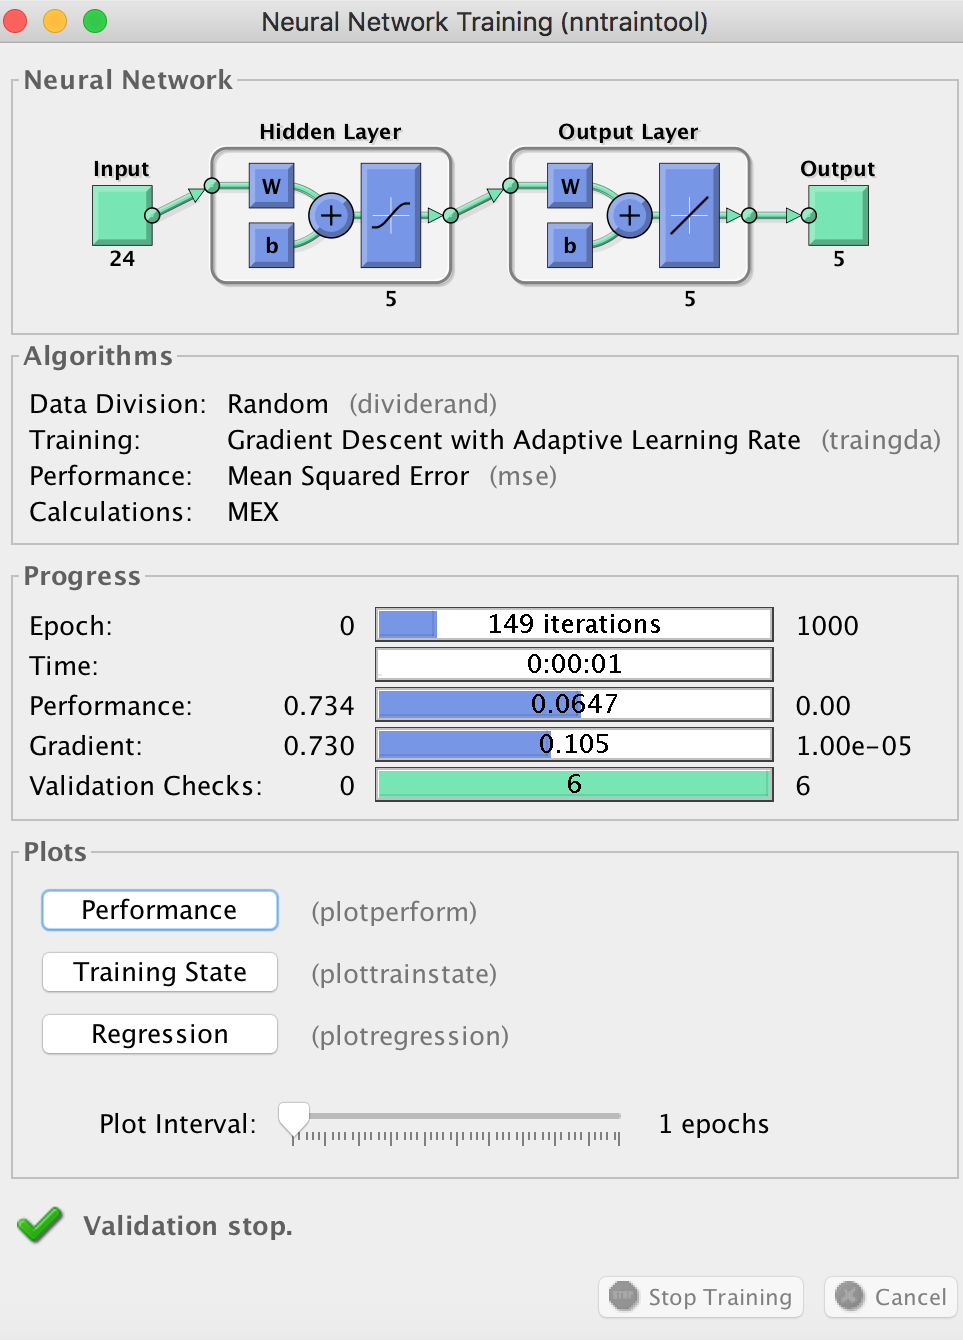 Neural Network Training (nntraintool)
Neural Network
Hidden Layer
Output Layer
Input
Output
W
W
+
+
b
b
24
5
5
5
Algorithms
Data Division: Random (dividerand)
Training: Gradient Descent with Adaptive Learning Rate (traingda)
Performance: Mean Squared Error (mse)
Calculations: MEX
Progress
Epoch: 0 149 iterations 1000
Time: 0:00:01
Performance: 0.734 0.0647 0.00
Gradient: 0.730 0.105 1.00e-05
Validation Checks: 0 6 6
Plots
Performance (plotperform)
Training State (plottrainstate)
Regression (plotregression)
Plot Interval: 1 epochs
Validation stop.
STOP Stop Training Cancel